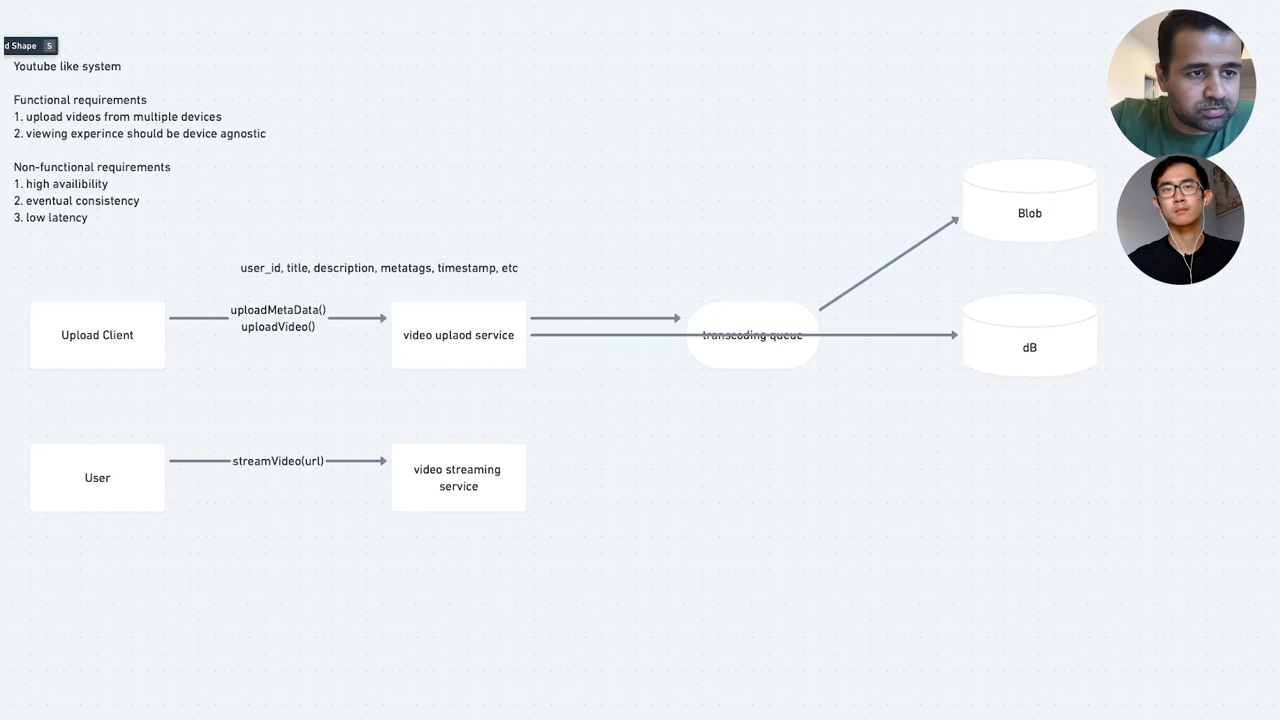 d Shape S
Youtube like system
Functional requirements
1. upload videos from multiple devices
2. viewing experince should be device agnostic
Non-functional requirements
1. high availibility
2. eventual consistency
3. low latency
user_id, title, description, metatags, timestamp, etc
Upload Client
uploadMetaData()
uploadVideo()
video uplaod service
transcoding queue
Blob
dB
User
streamVideo(url)
video streaming
service